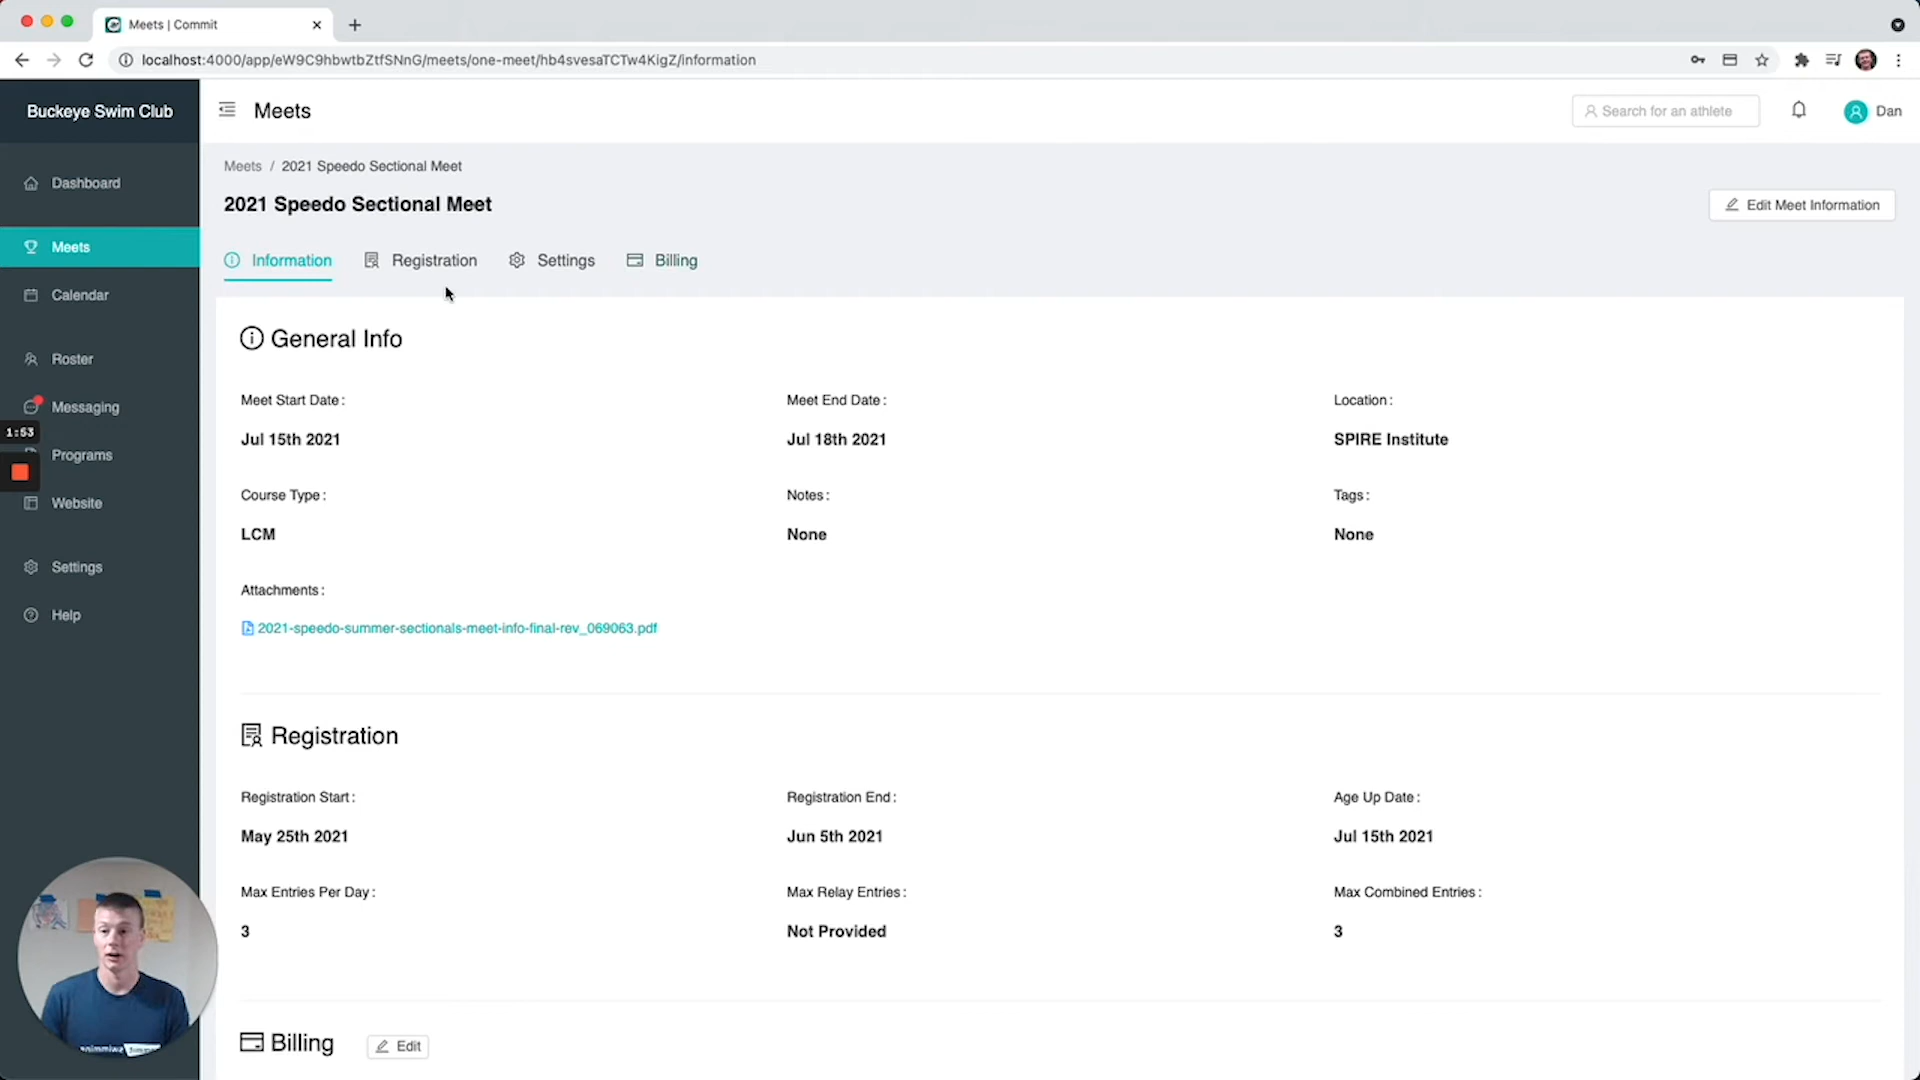 Meets | Commit
localhost:4000/app/eW9C9hbwtbZtfSNnG/meets/one-meet/hb4svesaTCTw4KigZ/information
Buckeye Swim Club
Meets
Search for an athlete
Dan
Dashboard
Meets
Calendar
Roster
Messaging
1:53
Programs
Website
Settings
Help
Meets / 2021 Speedo Sectional Meet
2021 Speedo Sectional Meet
Edit Meet Information
Information
Registration
Settings
Billing
General Info
Meet Start Date:
Jul 15th 2021
Meet End Date:
Jul 18th 2021
Location:
SPIRE Institute
Course Type:
LCM
Notes:
None
Tags:
None
Attachments:
2021-speedo-summer-sectionals-meet-info-final-rev_069063.pdf
Registration
Registration Start:
May 25th 2021
Registration End:
Jun 5th 2021
Age Up Date:
Jul 15th 2021
Max Entries Per Day:
3
Max Relay Entries:
Not Provided
Max Combined Entries:
3
Billing
Edit